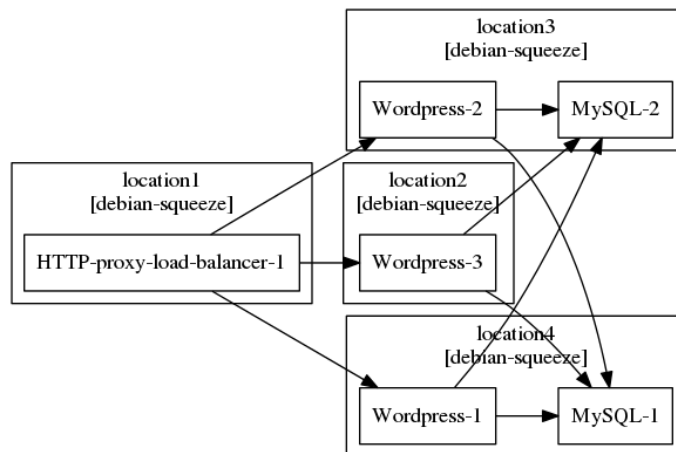 location3
[debian-squeeze]
Wordpress-2
MySQL-2
location1
[debian-squeeze]
HTTP-proxy-load-balancer-1
location2
[debian-squeeze]
Wordpress-3
location4
[debian-squeeze]
Wordpress-1
MySQL-1